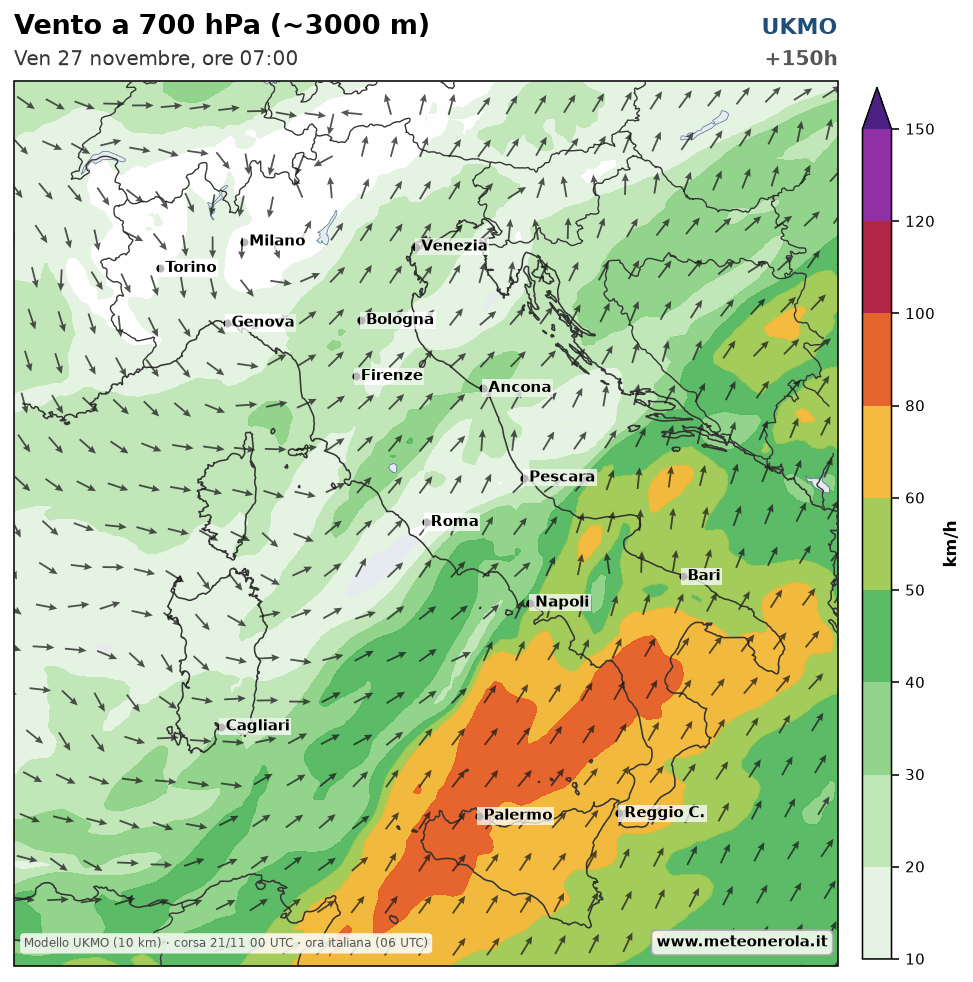 Vento a 700 hPa (~3000 m)
UKMO
Ven 27 novembre, ore 07:00
+150h
150
120
100
80
60
50
40
30
20
10
km/h
Milano
Venezia
Torino
Genova
Bologna
Firenze
Ancona
Pescara
Roma
Bari
Napoli
Cagliari
Palermo
Reggio C.
Modello UKMO (10 km) · corsa 21/11 00 UTC · ora italiana (06 UTC)
www.meteonerola.it